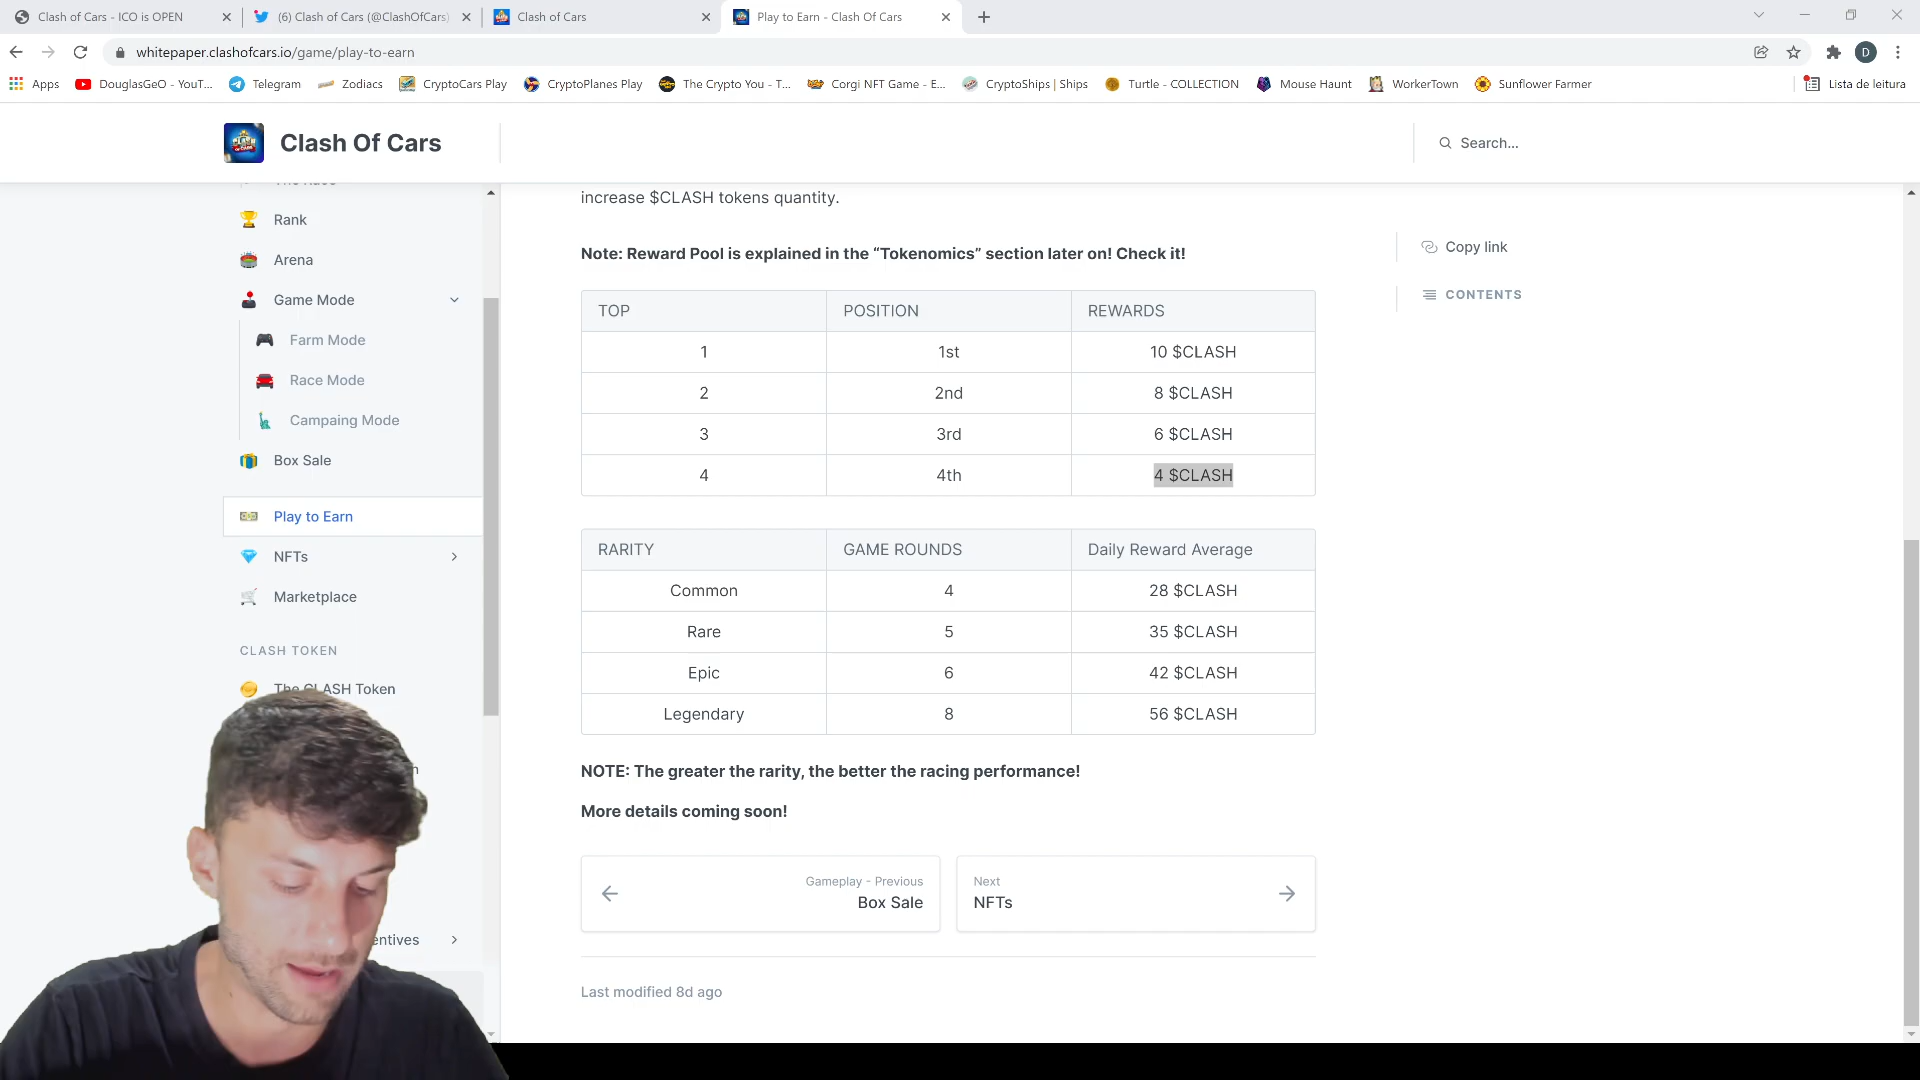 Clash of Cars - ICO is OPEN
(6) Clash of Cars (@ClashOfCars)
Clash of Cars
Play to Earn - Clash Of Cars
whitepaper.clashofcars.io/game/play-to-earn
D
Apps
DouglasGeO - YouT...
Telegram
Zodiacs
CryptoCars Play
CryptoPlanes Play
The Crypto You - T...
Corgi NFT Game - E...
CryptoShips | Ships
Turtle - COLLECTION
Mouse Haunt
WorkerTown
Sunflower Farmer
Lista de leitura
Clash Of Cars
Search...
The Race
Rank
Arena
Game Mode
Farm Mode
Race Mode
Campaing Mode
Box Sale
Play to Earn
NFTs
Marketplace
CLASH TOKEN
The CLASH Token
entives
increase $CLASH tokens quantity.
Note: Reward Pool is explained in the “Tokenomics” section later on! Check it!
TOP POSITION REWARDS
1 1st 10 $CLASH
2 2nd 8 $CLASH
3 3rd 6 $CLASH
4 4th 4 $CLASH
RARITY GAME ROUNDS Daily Reward Average
Common 4 28 $CLASH
Rare 5 35 $CLASH
Epic 6 42 $CLASH
Legendary 8 56 $CLASH
NOTE: The greater the rarity, the better the racing performance!
More details coming soon!
Gameplay - Previous
Box Sale
Next
NFTs
Last modified 8d ago
Copy link
CONTENTS